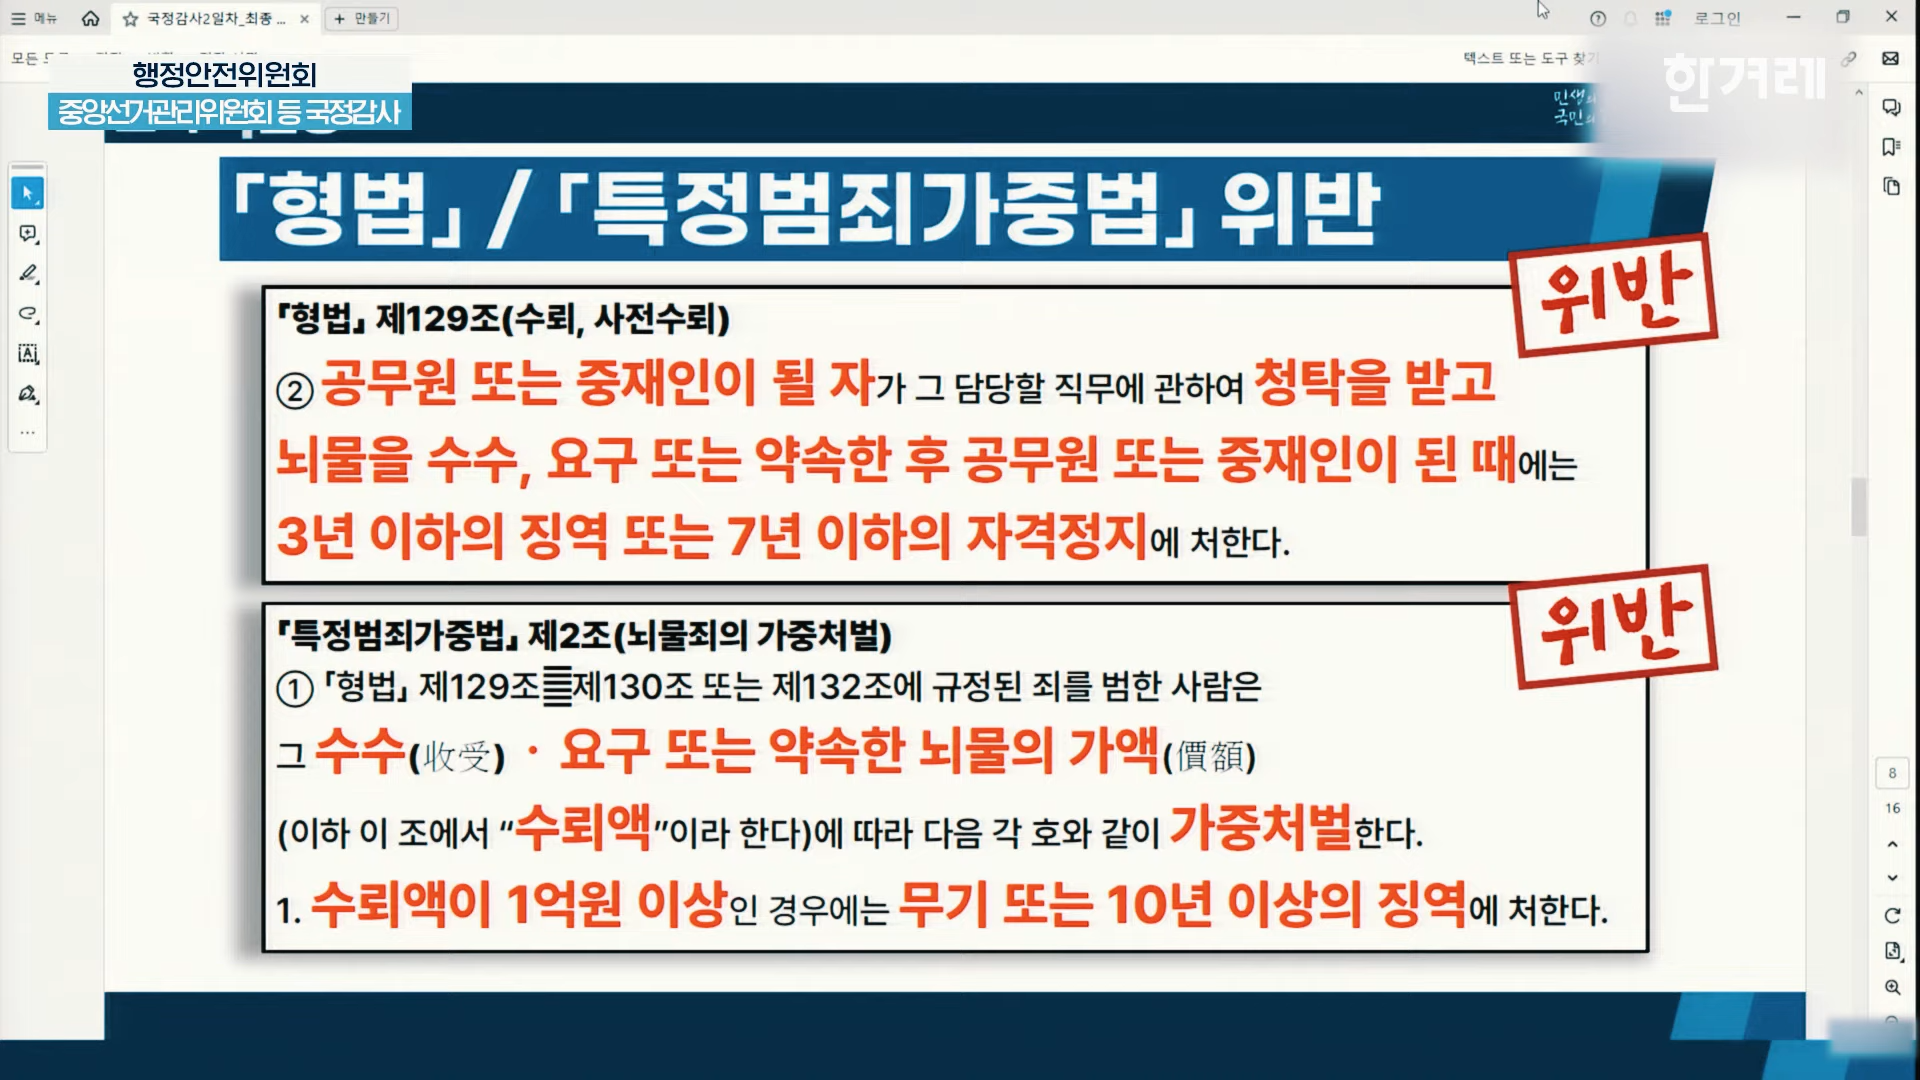 메뉴
국정감사2일차_최종 ...
만들기
로그인
모든
텍스트 또는 도구 찾
행정안전위원회
중앙선거관리위원회 등 국정감사
한겨레
민생
국민
「형법」 / 「특정범죄가중법」 위반
위반
『형법』 제129조(수뢰, 사전수뢰)
② 공무원 또는 중재인이 될 자가 그 담당할 직무에 관하여 청탁을 받고
뇌물을 수수, 요구 또는 약속한 후 공무원 또는 중재인이 된 때에는
3년 이하의 징역 또는 7년 이하의 자격정지에 처한다.
위반
『특정범죄가중법』 제2조(뇌물죄의 가중처벌)
① 「형법」 제129조 제130조 또는 제132조에 규정된 죄를 범한 사람은
그 수수(收受) · 요구 또는 약속한 뇌물의 가액(價額)
(이하 이 조에서 “수뢰액”이라 한다)에 따라 다음 각 호와 같이 가중처벌한다.
1. 수뢰액이 1억원 이상인 경우에는 무기 또는 10년 이상의 징역에 처한다.
8
16